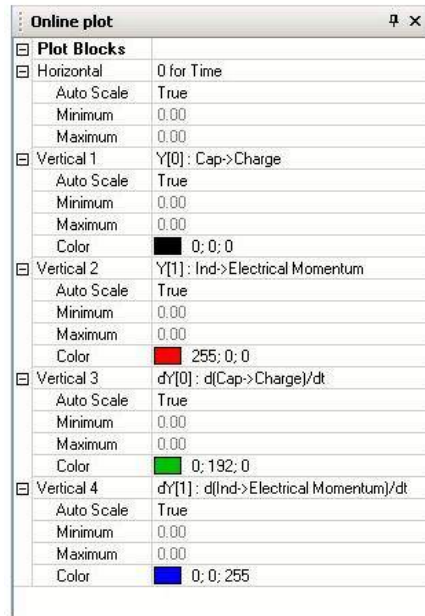 Online plot
Plot Blocks
Horizontal 0 for Time
Auto Scale True
Minimum 0.00
Maximum 0.00
Vertical 1 Y[0] : Cap->Charge
Auto Scale True
Minimum 0.00
Maximum 0.00
Color 0; 0; 0
Vertical 2 Y[1] : Ind->Electrical Momentum
Auto Scale True
Minimum 0.00
Maximum 0.00
Color 255; 0; 0
Vertical 3 dY[0] : d(Cap->Charge)/dt
Auto Scale True
Minimum 0.00
Maximum 0.00
Color 0; 192; 0
Vertical 4 dY[1] : d(Ind->Electrical Momentum)/dt
Auto Scale True
Minimum 0.00
Maximum 0.00
Color 0; 0; 255